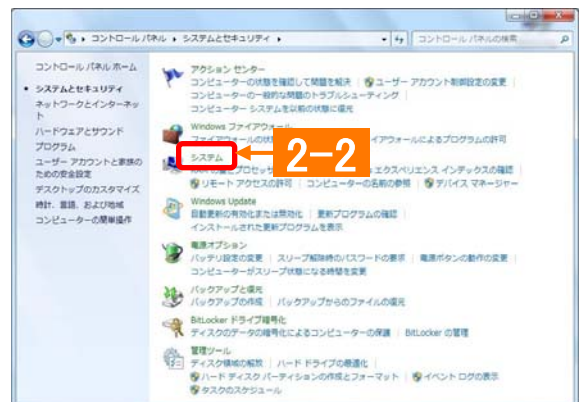 コントロール パネル ▸ システムとセキュリティ ▸
コントロール パネルの検索
コントロール パネル ホーム
システムとセキュリティ
ネットワークとインターネッ
ト
ハードウェアとサウンド
プログラム
ユーザー アカウントと家族の
ための安全設定
デスクトップのカスタマイズ
時計、言語、および地域
コンピューターの簡単操作
アクション センター
コンピューターの状態を確認して問題を解決 | ユーザー アカウント制御設定の変更
コンピューターの一般的な問題のトラブルシューティング
コンピューター システムを以前の状態に復元
Windows ファイアウォール
ファイアウォールの状 イアウォールによるプログラムの許可
システム
2-2
プロセッサ エクスペリエンス インデックスの確認
リモート アクセスの許可 | コンピューターの名前の参照 | デバイス マネージャー
Windows Update
自動更新の有効化または無効化 | 更新プログラムの確認
インストールされた更新プログラムを表示
電源オプション
バッテリ設定の変更 | スリープ解除時のパスワードの要求 | 電源ボタンの動作の変更
コンピューターがスリープ状態になる時間を変更
バックアップと復元
バックアップの作成 | バックアップからのファイルの復元
BitLocker ドライブ暗号化
ディスクのデータの暗号化によるコンピューターの保護 | BitLocker の管理
管理ツール
ディスク領域の解放 | ハード ドライブの最適化
ハード ディスク パーティションの作成とフォーマット | イベント ログの表示
タスクのスケジュール